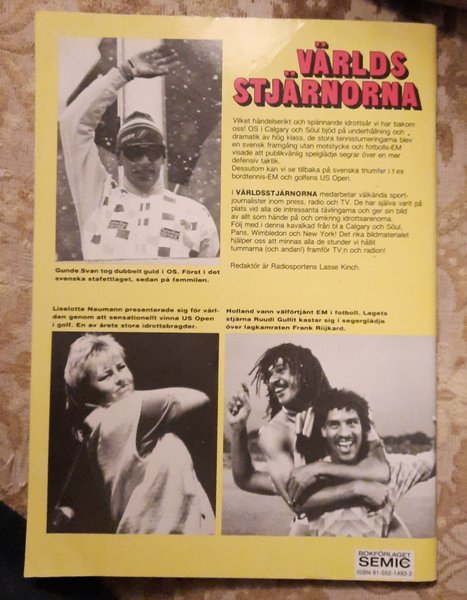 VÄRLDS
STJÄRNORNA
Vilket händelserikt och spännande idrottsår vi har bakom
oss! OS i Calgary och Söul bjöd på underhållning och
dramatik av hög klass, de stora tennisturneringarna blev
en svensk framgång utan motstycke och fotbolls-EM
visade att publikvänlig spelglädje segrar över en mer
defensiv taktik.
Dessutom kan vi se tillbaka på svenska triumfer i t ex
bordtennis-EM och golfens US Open.
I VÄRLDSSTJÄRNORNA medarbetar välkända sport-
journalister inom press, radio och TV. De har själva varit på
plats vid alla de intressanta tävlingarna och ger sin bild
av allt som hände på och omkring idrottsarenorna.
Följ med i denna kavalkad från bl a Calgary och Söul,
Paris, Wimbledon och New York! Det rika bildmaterialet
hjälper oss att minnas alla de stunder vi hållit
tummarna (och andan!) framför TV:n och radion!
Redaktör är Radiosportens Lasse Kinch.
Gunde Svan tog dubbelt guld i OS. Först i det
svenska stafettlaget, sedan på femmilen.
Liselotte Neumann presenterade sig för värl-
den genom att sensationallt vinna US Open
i golf. En av årets stora idrottsbragder.
Holland vann välförtjänt EM i fotboll. Lagets
stjärna Ruudi Gullit kastar sig i segerglädje
över lagkamraten Frank Riijkard.
BOKFÖRLAGET
SEMIC
ISBN 91-552-1493-2